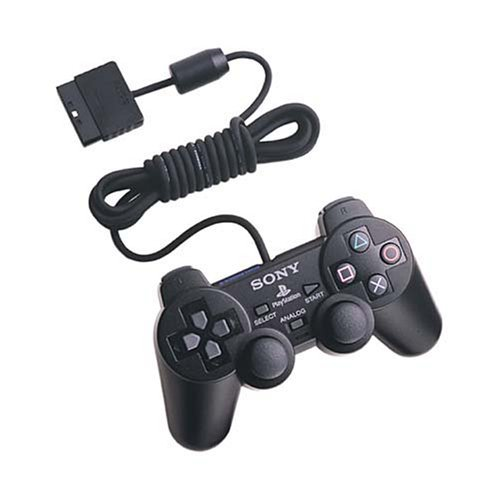 R
SONY
PlayStation
SELECT
START
ANALOG